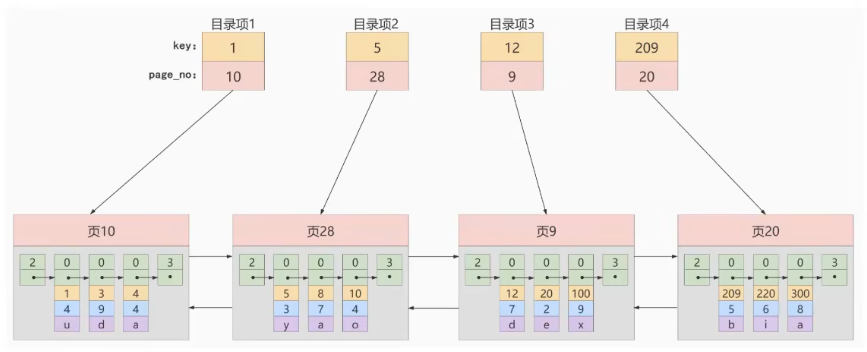 目录项1 目录项2 目录项3 目录项4
key: 1 5 12 209
page_no: 10 28 9 20
页10 页28 页9 页20
2 0 0 0 3 2 0 0 0 3 2 0 0 0 3 2 0 0 0 3
1 3 4 5 8 10 12 20 100 209 220 300
4 9 4 3 7 4 7 2 9 5 6 8
u d a y a o d e x b i a